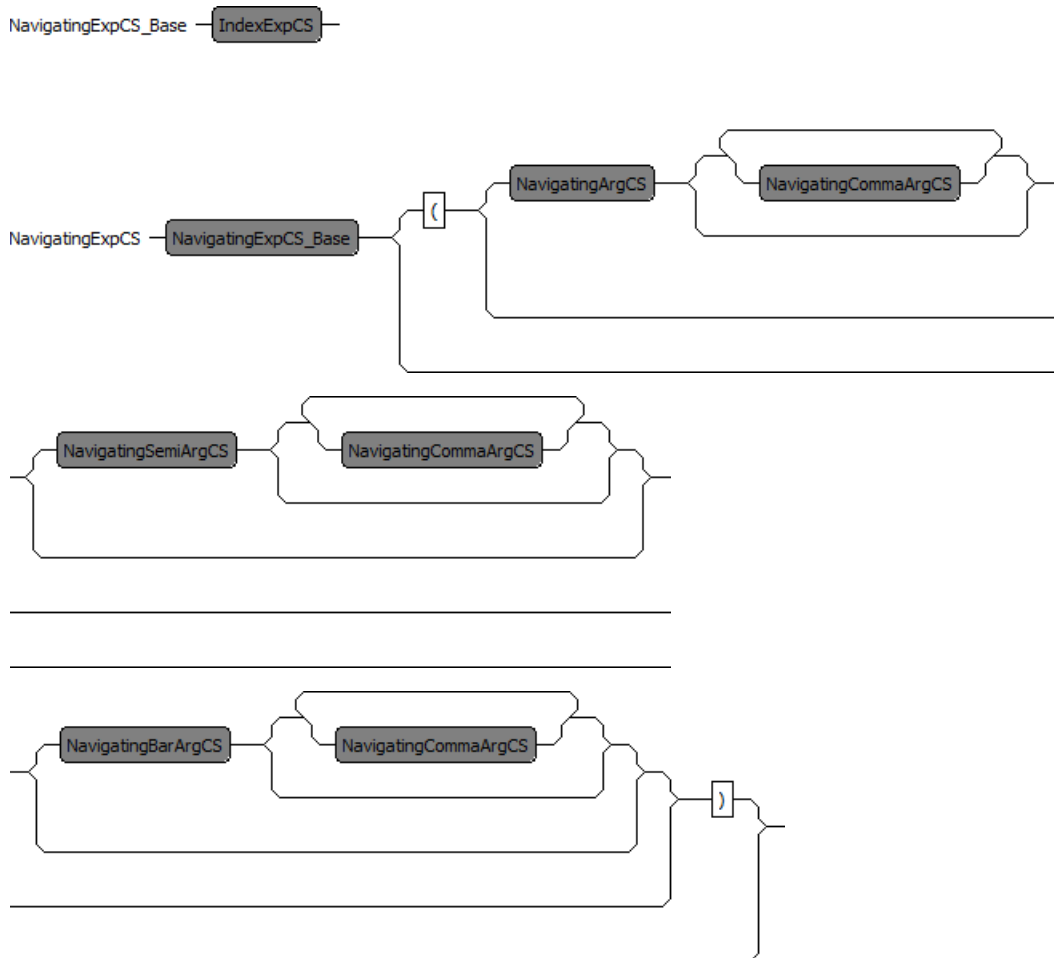 NavigatingExpCS_Base IndexExpCS
NavigatingArgCS NavigatingCommaArgCS
NavigatingExpCS NavigatingExpCS_Base (
NavigatingSemiArgCS NavigatingCommaArgCS
NavigatingBarArgCS NavigatingCommaArgCS
)